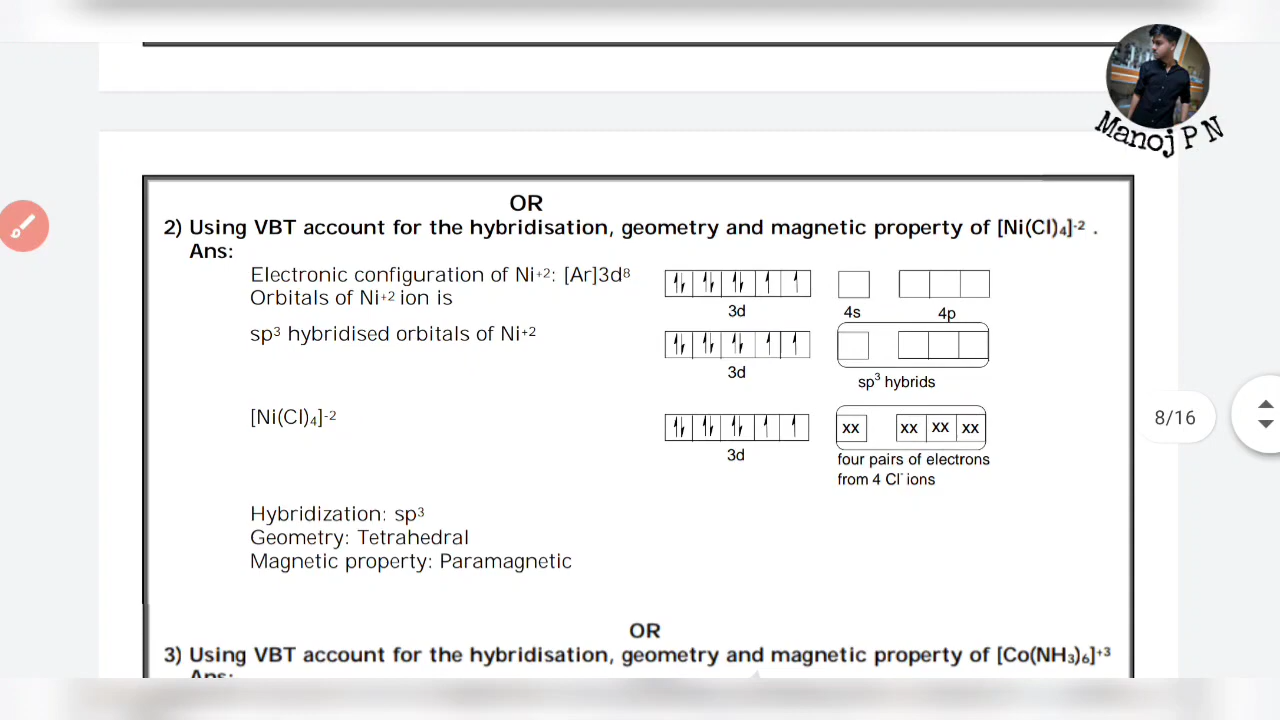 Manoj P N
OR
2) Using VBT account for the hybridisation, geometry and magnetic property of [Ni(Cl)₄]⁻² .
Ans:
Electronic configuration of Ni⁺²: [Ar]3d⁸
Orbitals of Ni⁺² ion is
3d 4s 4p
sp³ hybridised orbitals of Ni⁺²
3d sp³ hybrids
[Ni(Cl)₄]⁻²
xx xx xx xx
3d four pairs of electrons
from 4 Cl⁻ ions
8/16
Hybridization: sp³
Geometry: Tetrahedral
Magnetic property: Paramagnetic
OR
3) Using VBT account for the hybridisation, geometry and magnetic property of [Co(NH₃)₆]⁺³
Ans: